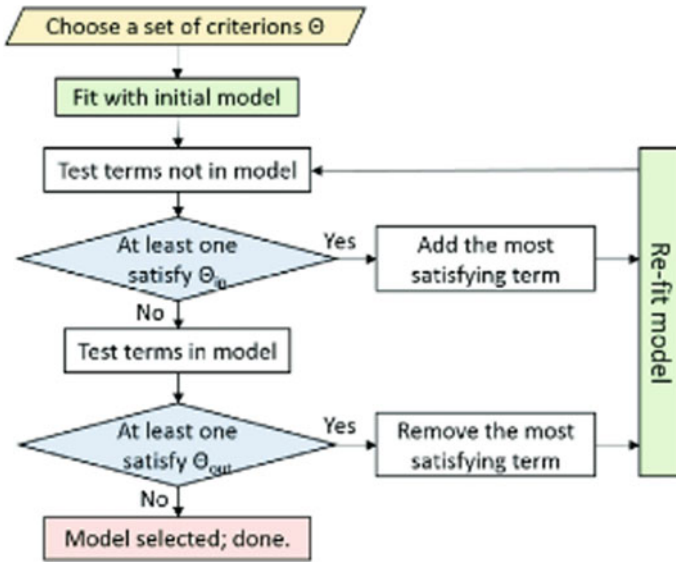 Choose a set of criterions Θ
Fit with initial model
Test terms not in model
At least one
satisfy Θin
Yes
Add the most
satisfying term
Re-fit model
No
Test terms in model
At least one
satisfy Θout
Yes
Remove the most
satisfying term
No
Model selected; done.